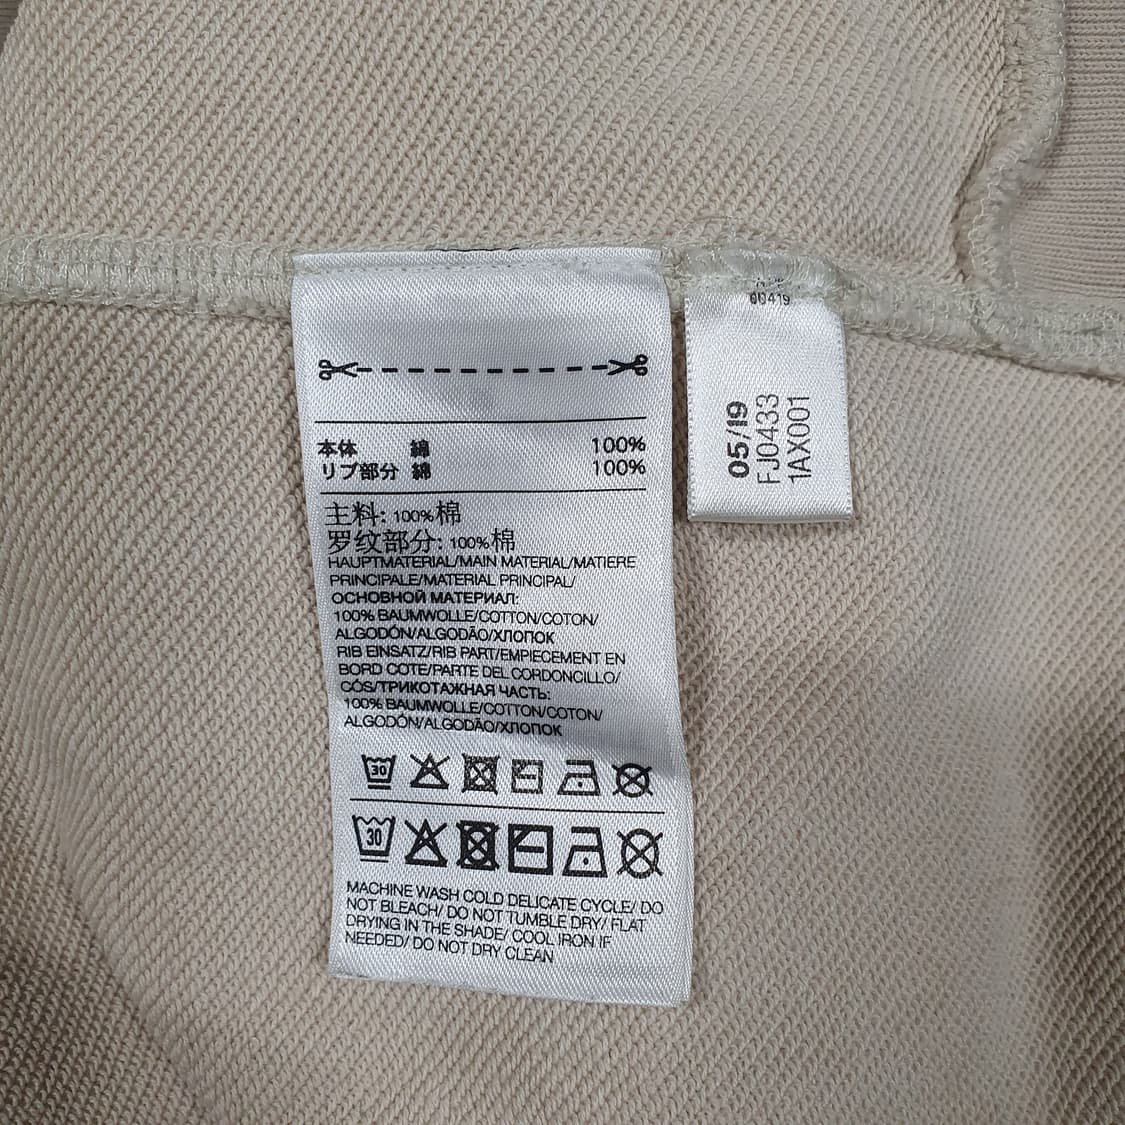 本体 綿 100%
リブ部分 綿 100%
主料: 100%棉
罗纹部分: 100%棉
HAUPTMATERIAL/MAIN MATERIAL/MATIERE
PRINCIPALE/MATERIAL PRINCIPAL/
ОСНОВНОЙ МАТЕРИАЛ:
100% BAUMWOLLE/COTTON/COTON/
ALGODÓN/ALGODÃO/ХЛОПОК
RIB EINSATZ/RIB PART/EMPIECEMENT EN
BORD COTE/PARTE DEL CORDONCILLO/
CÓS/ТРИКОТАЖНАЯ ЧАСТЬ:
100% BAUMWOLLE/COTTON/COTON/
ALGODÓN/ALGODÃO/ХЛОПОК
30
30
MACHINE WASH COLD DELICATE CYCLE/ DO
NOT BLEACH/ DO NOT TUMBLE DRY/ FLAT
DRYING IN THE SHADE/ COOL IRON IF
NEEDED/ DO NOT DRY CLEAN
00419
05/19
FJ0433
1AX001